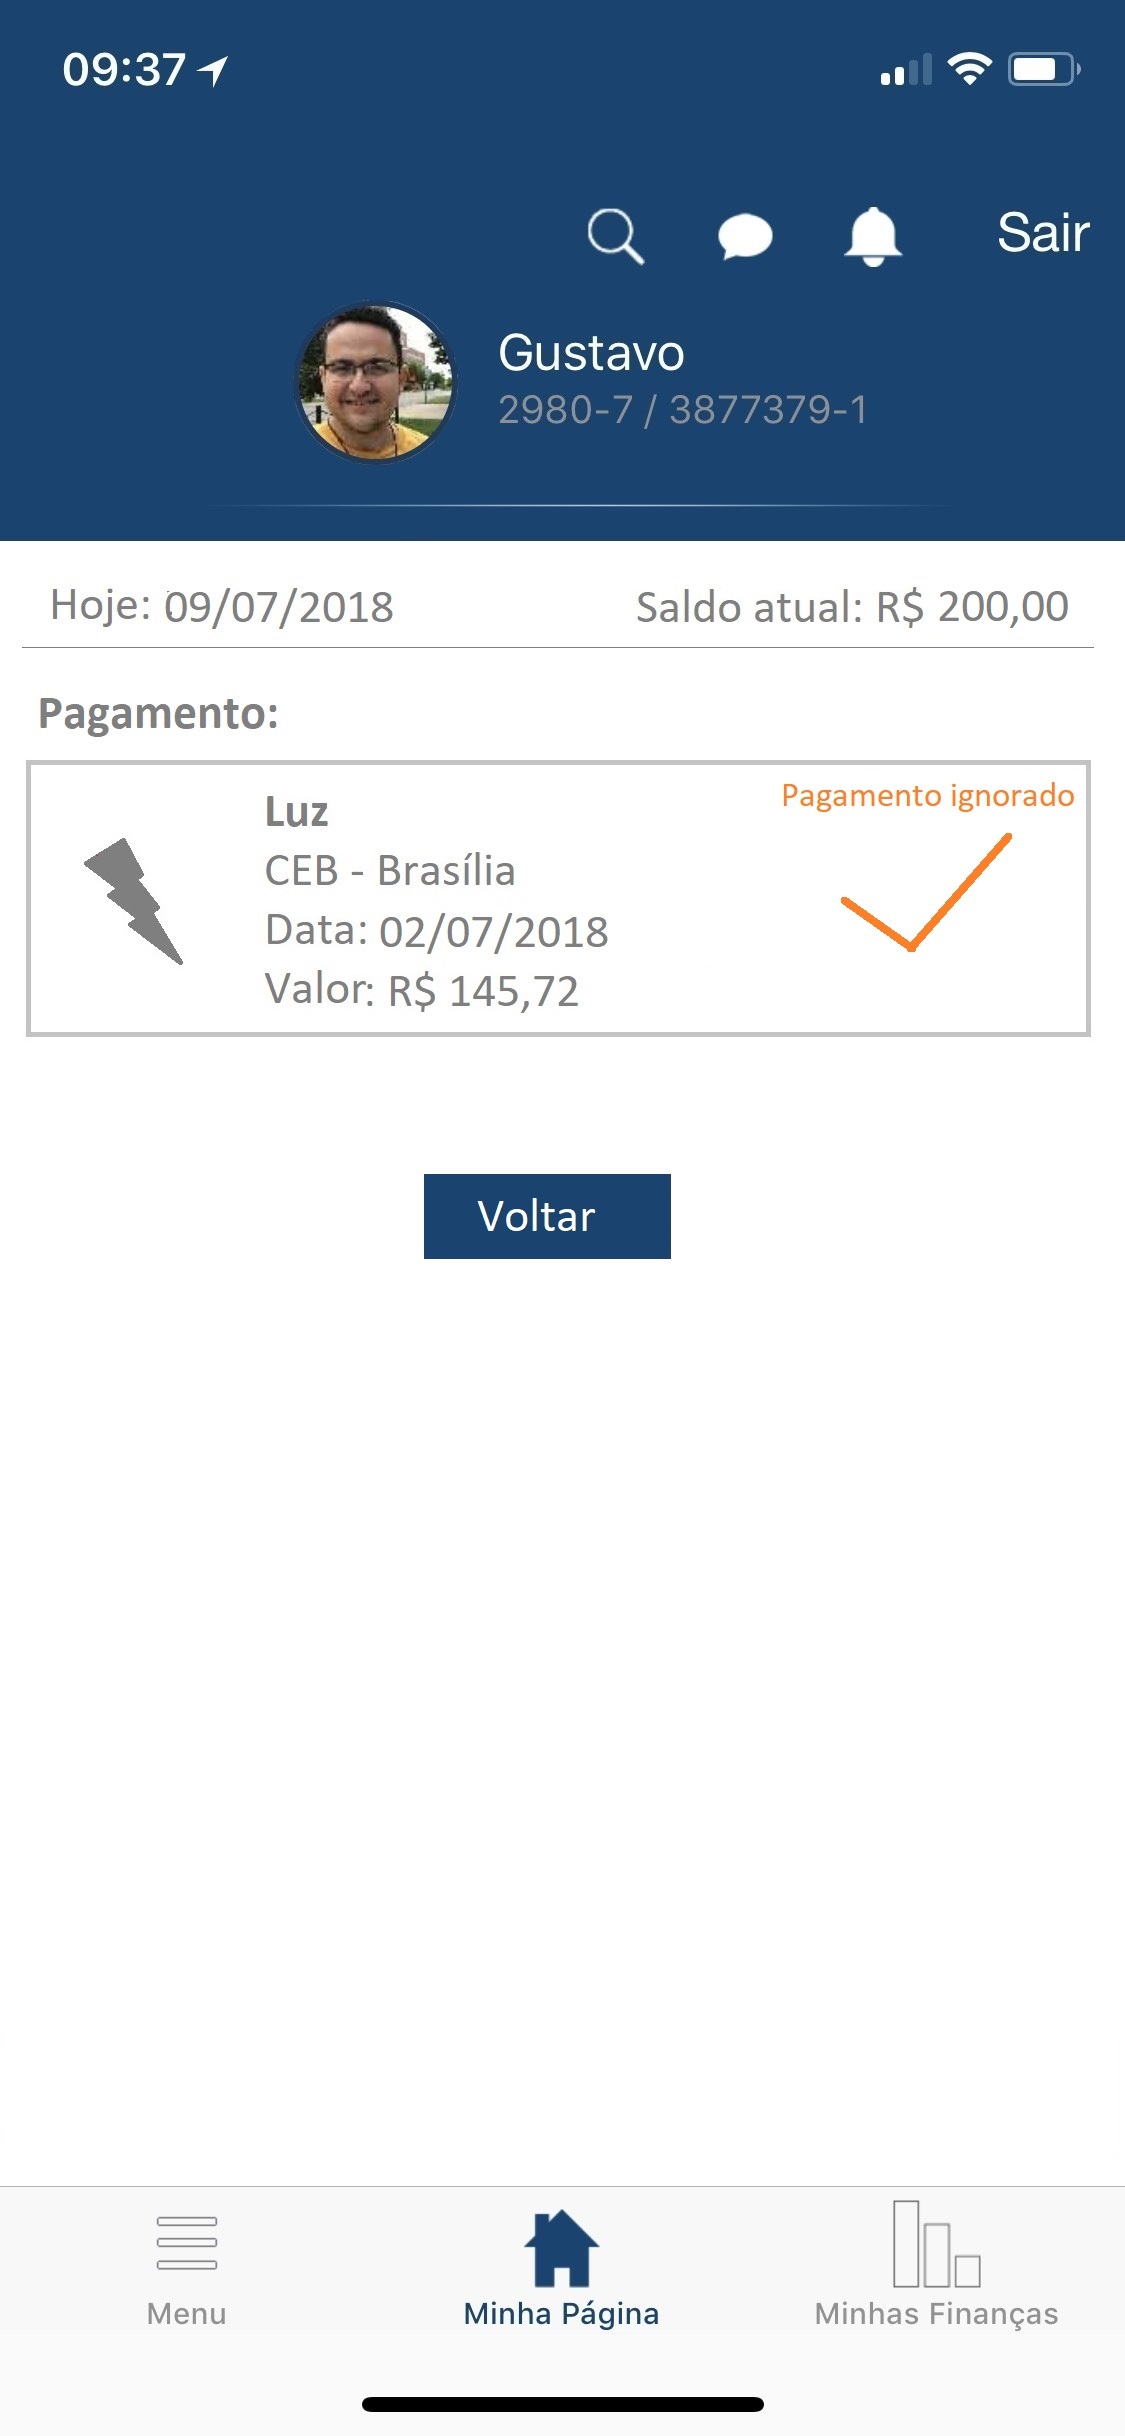 09:37
Sair
Gustavo
2980-7 / 3877379-1
Hoje: 09/07/2018 Saldo atual: R$ 200,00
Pagamento:
Pagamento ignorado
Luz
CEB - Brasília
Data: 02/07/2018
Valor: R$ 145,72
Voltar
Menu Minha Página Minhas Finanças